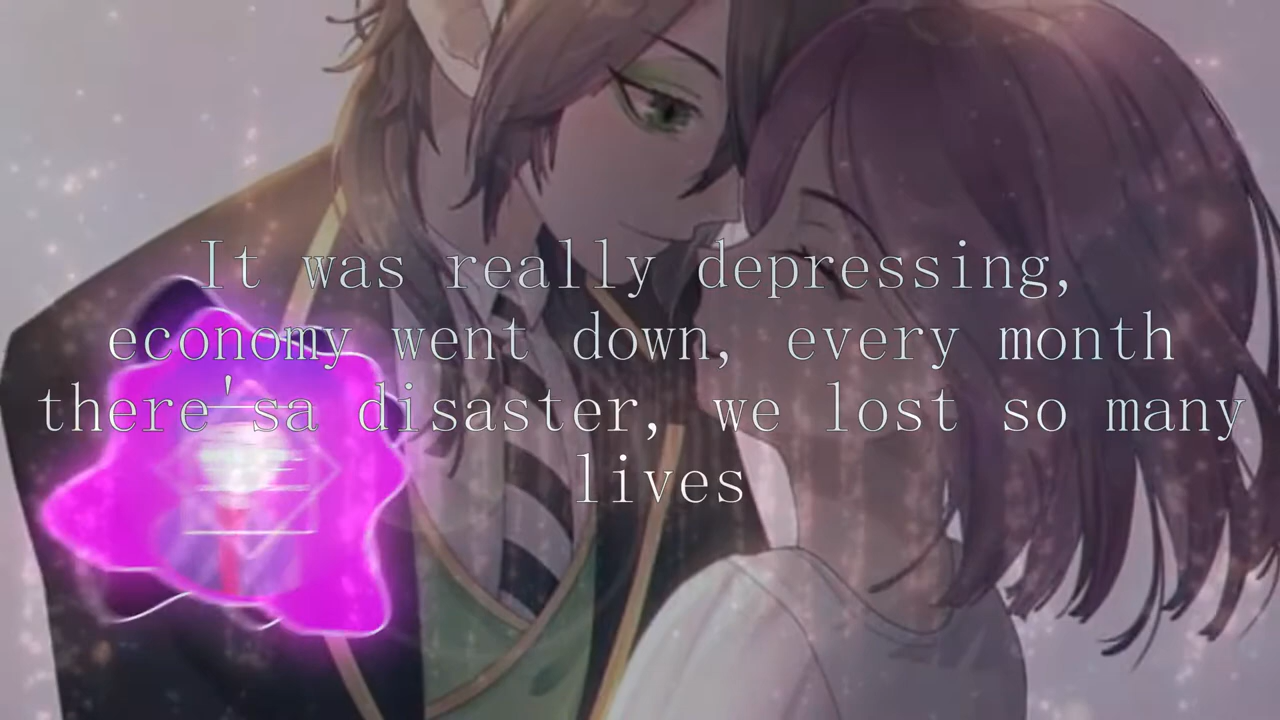 It was really depressing,
economy went down, every month
there'sa disaster, we lost so many
lives